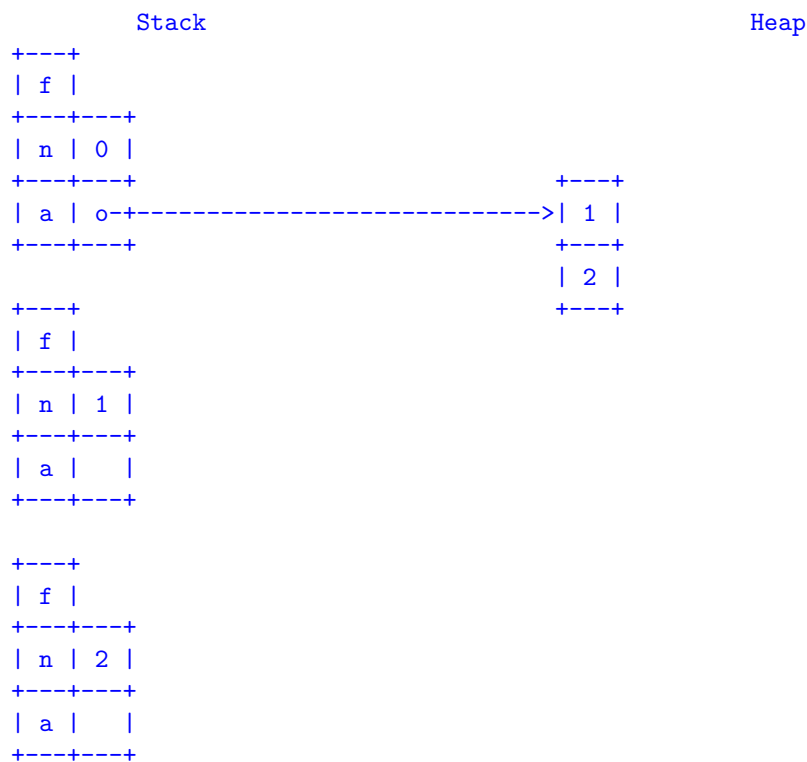 Stack                                       Heap
+---+
| f |
+---+---+
| n | 0 |
+---+---+                              +---+
| a | o-+----------------------------->| 1 |
+---+---+                              +---+
                                       | 2 |
+---+                                  +---+
| f |
+---+---+
| n | 1 |
+---+---+
| a |   |
+---+---+

+---+
| f |
+---+---+
| n | 2 |
+---+---+
| a |   |
+---+---+